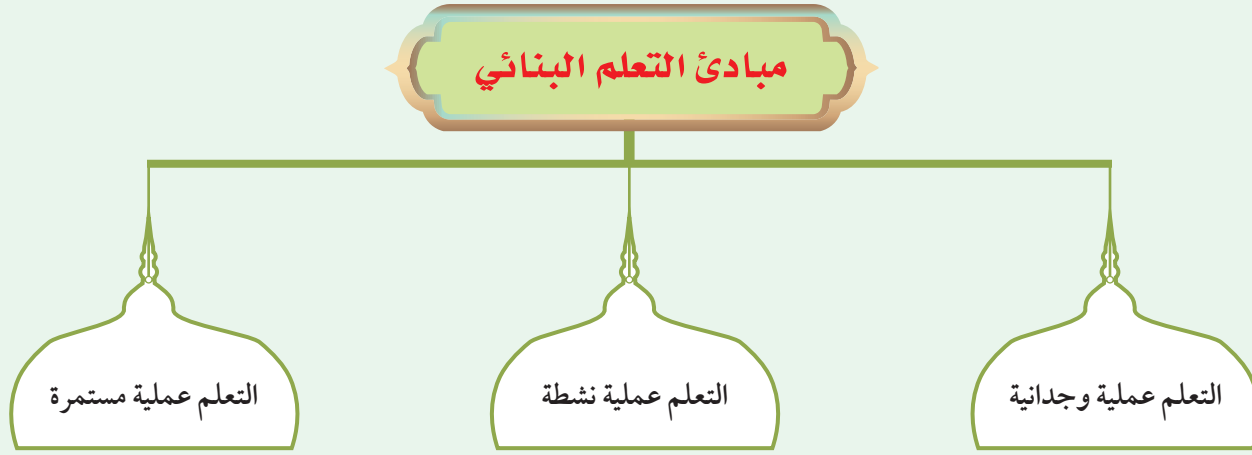 مبادئ التعلم البنائي
التعلم عملية وجدانية
التعلم عملية نشطة
التعلم عملية مستمرة